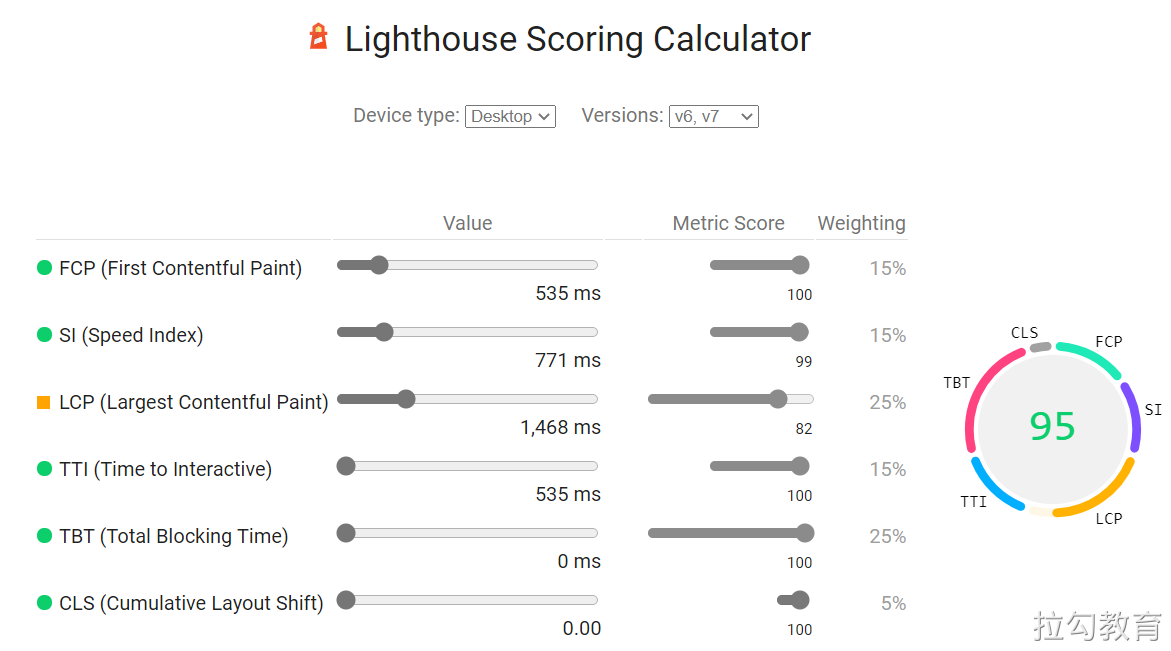 Lighthouse Scoring Calculator
Device type: Desktop Versions: v6, v7
Value Metric Score Weighting
FCP (First Contentful Paint) 15%
535 ms 100
SI (Speed Index) 15%
771 ms 99
LCP (Largest Contentful Paint) 25%
1,468 ms 82
TTI (Time to Interactive) 15%
535 ms 100
TBT (Total Blocking Time) 25%
0 ms 100
CLS (Cumulative Layout Shift) 5%
0.00 100
CLS
FCP
TBT
SI
95
TTI
LCP
拉勾教育